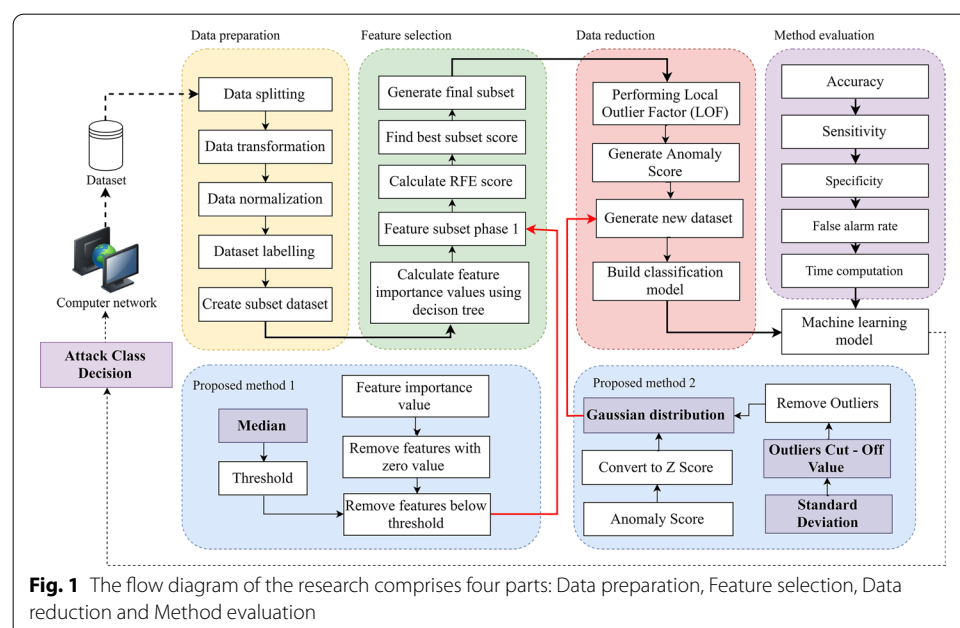 Data preparation
Data splitting
Data transformation
Data normalization
Dataset labelling
Create subset dataset
Feature selection
Generate final subset
Find best subset score
Calculate RFE score
Feature subset phase 1
Calculate feature
importance values using
decison tree
Data reduction
Performing Local
Outlier Factor (LOF)
Generate Anomaly
Score
Generate new dataset
Build classification
model
Method evaluation
Accuracy
Sensitivity
Specificity
False alarm rate
Time computation
Machine learning
model
Dataset
Computer network
Attack Class
Decision
Proposed method 1
Median
Threshold
Feature importance
value
Remove features with
zero value
Remove features below
threshold
Proposed method 2
Gaussian distribution
Convert to Z Score
Anomaly Score
Remove Outliers
Outliers Cut - Off
Value
Standard
Deviation
Fig. 1 The flow diagram of the research comprises four parts: Data preparation, Feature selection, Data
reduction and Method evaluation